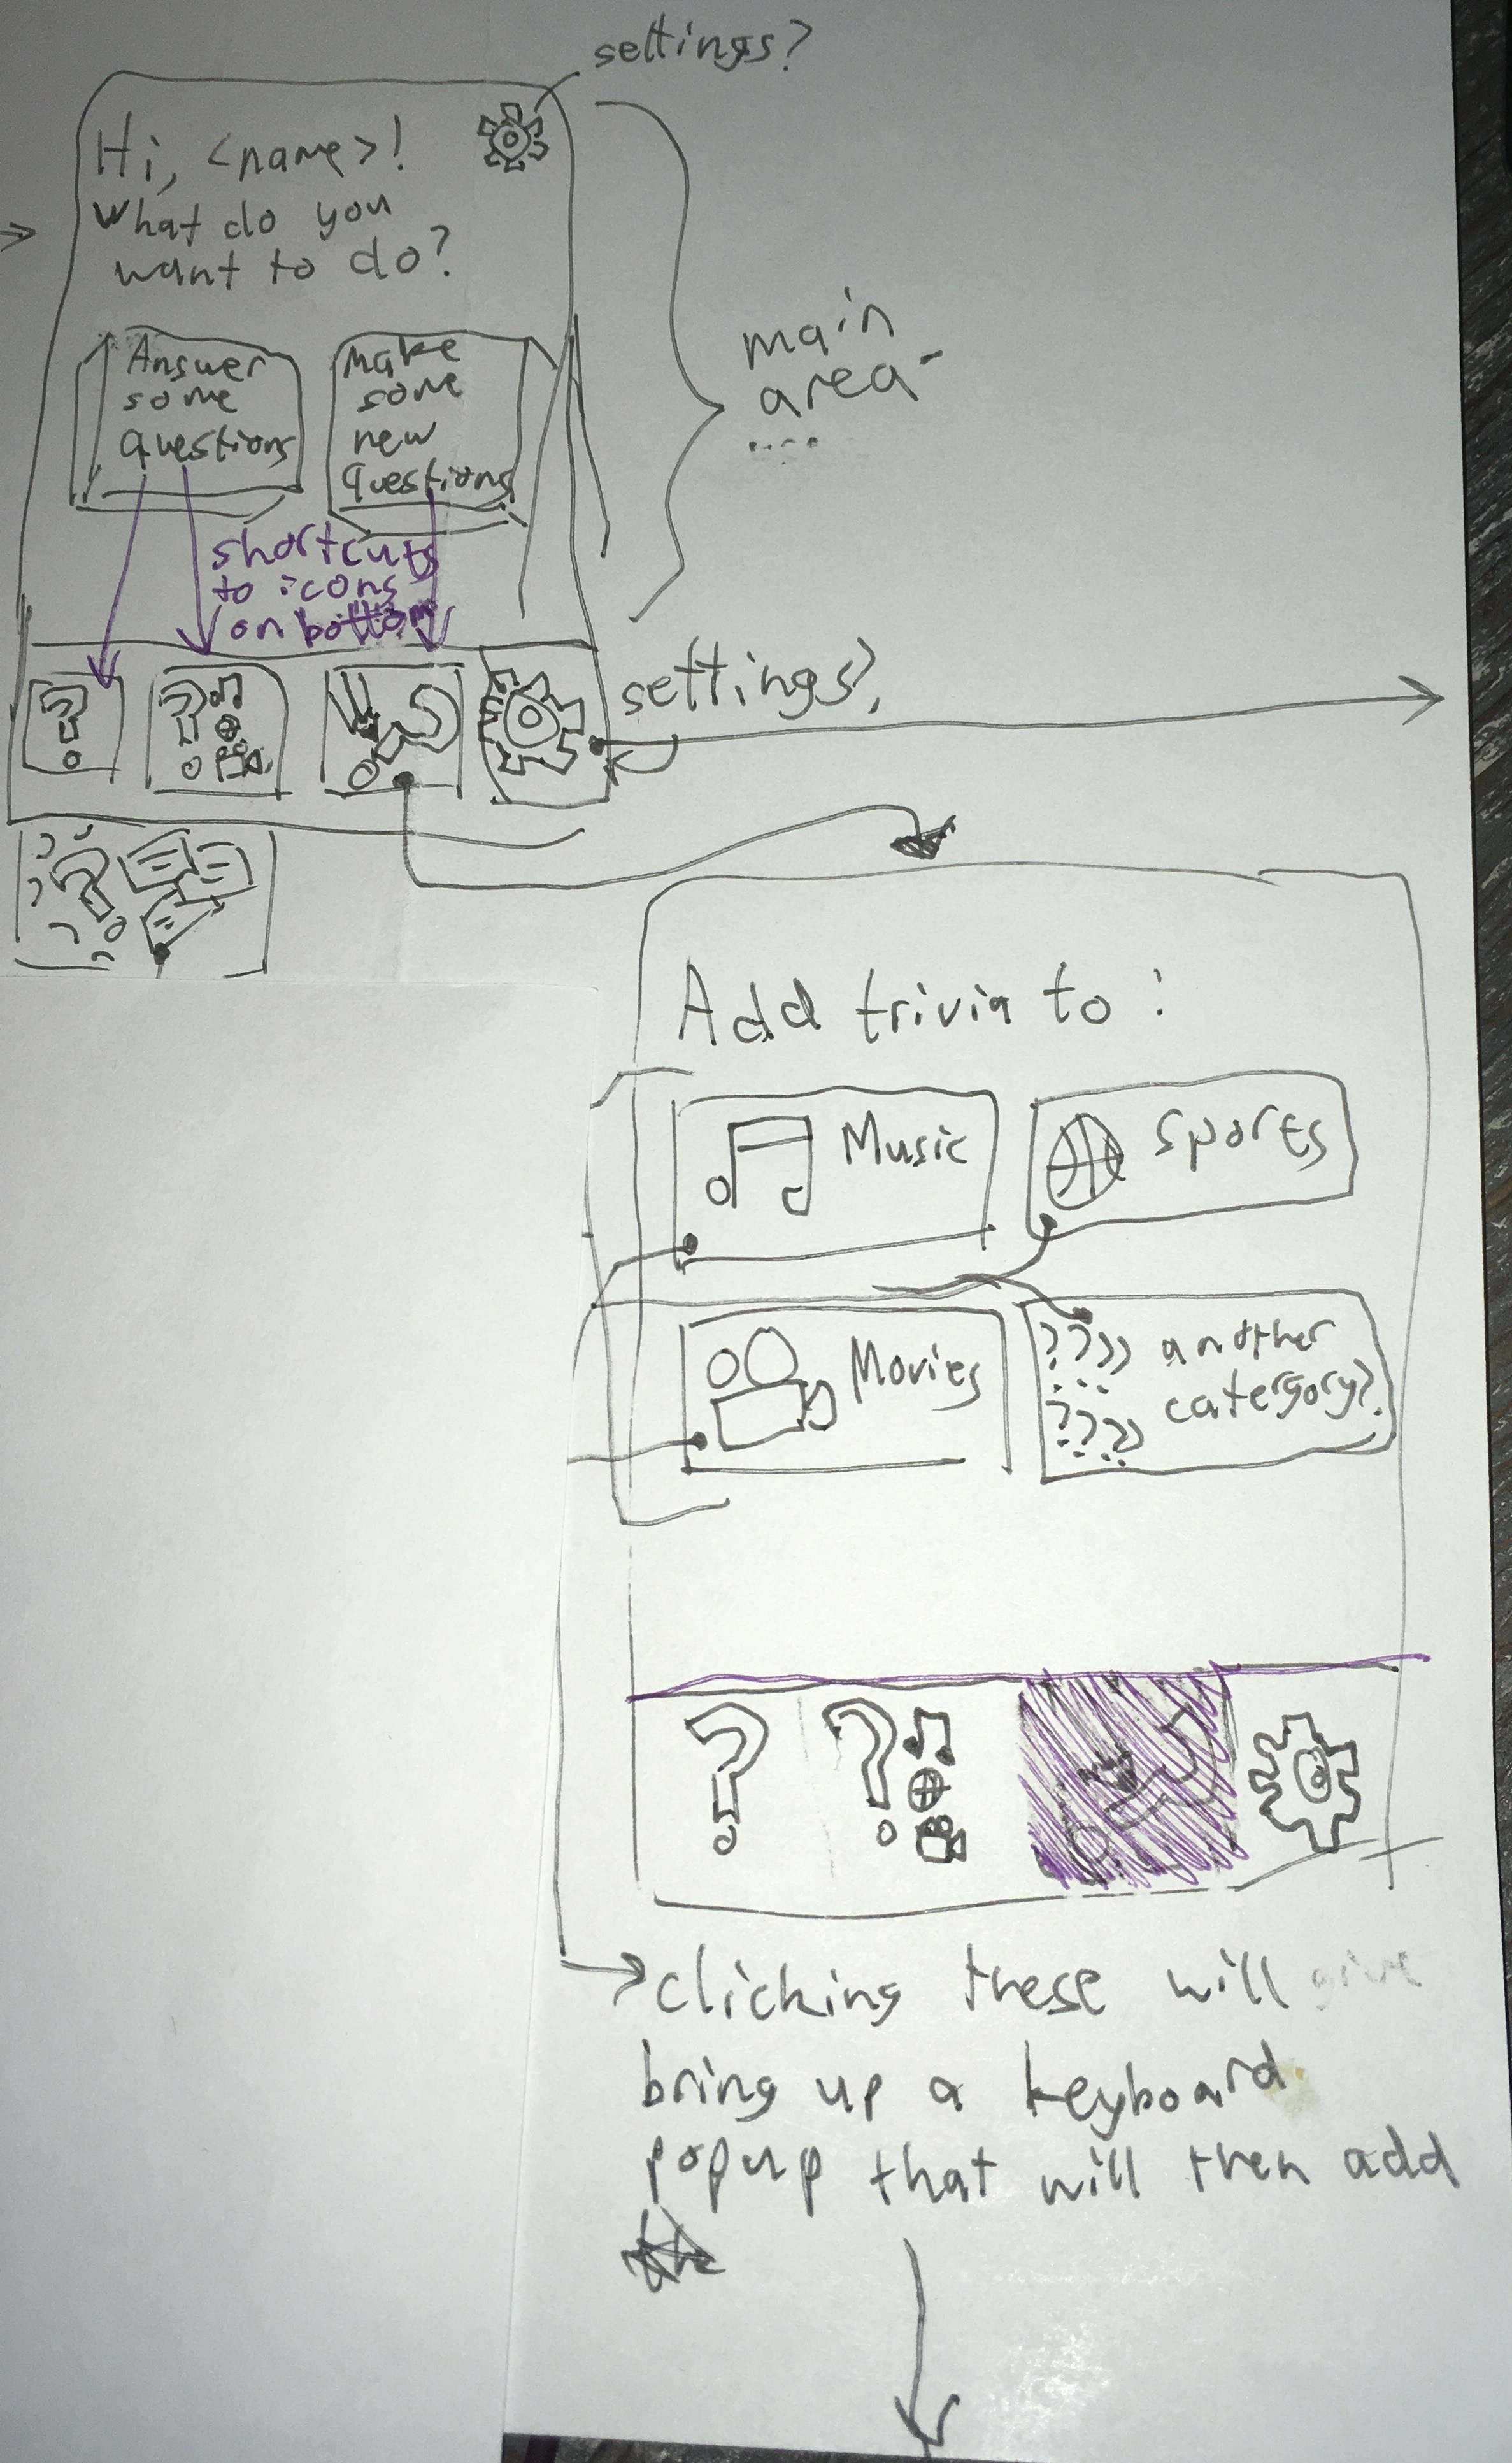 settings?
Hi, <name>!
What do you
want to do?
Answer
some
questions
Make
some
new
questions
main
area
shortcuts
to icons
on bottom
settings?
Add trivia to:
Music
Sports
Movies
???? another
???? catergory?
clicking these will give
bring up a keyboard
popup that will then add
the